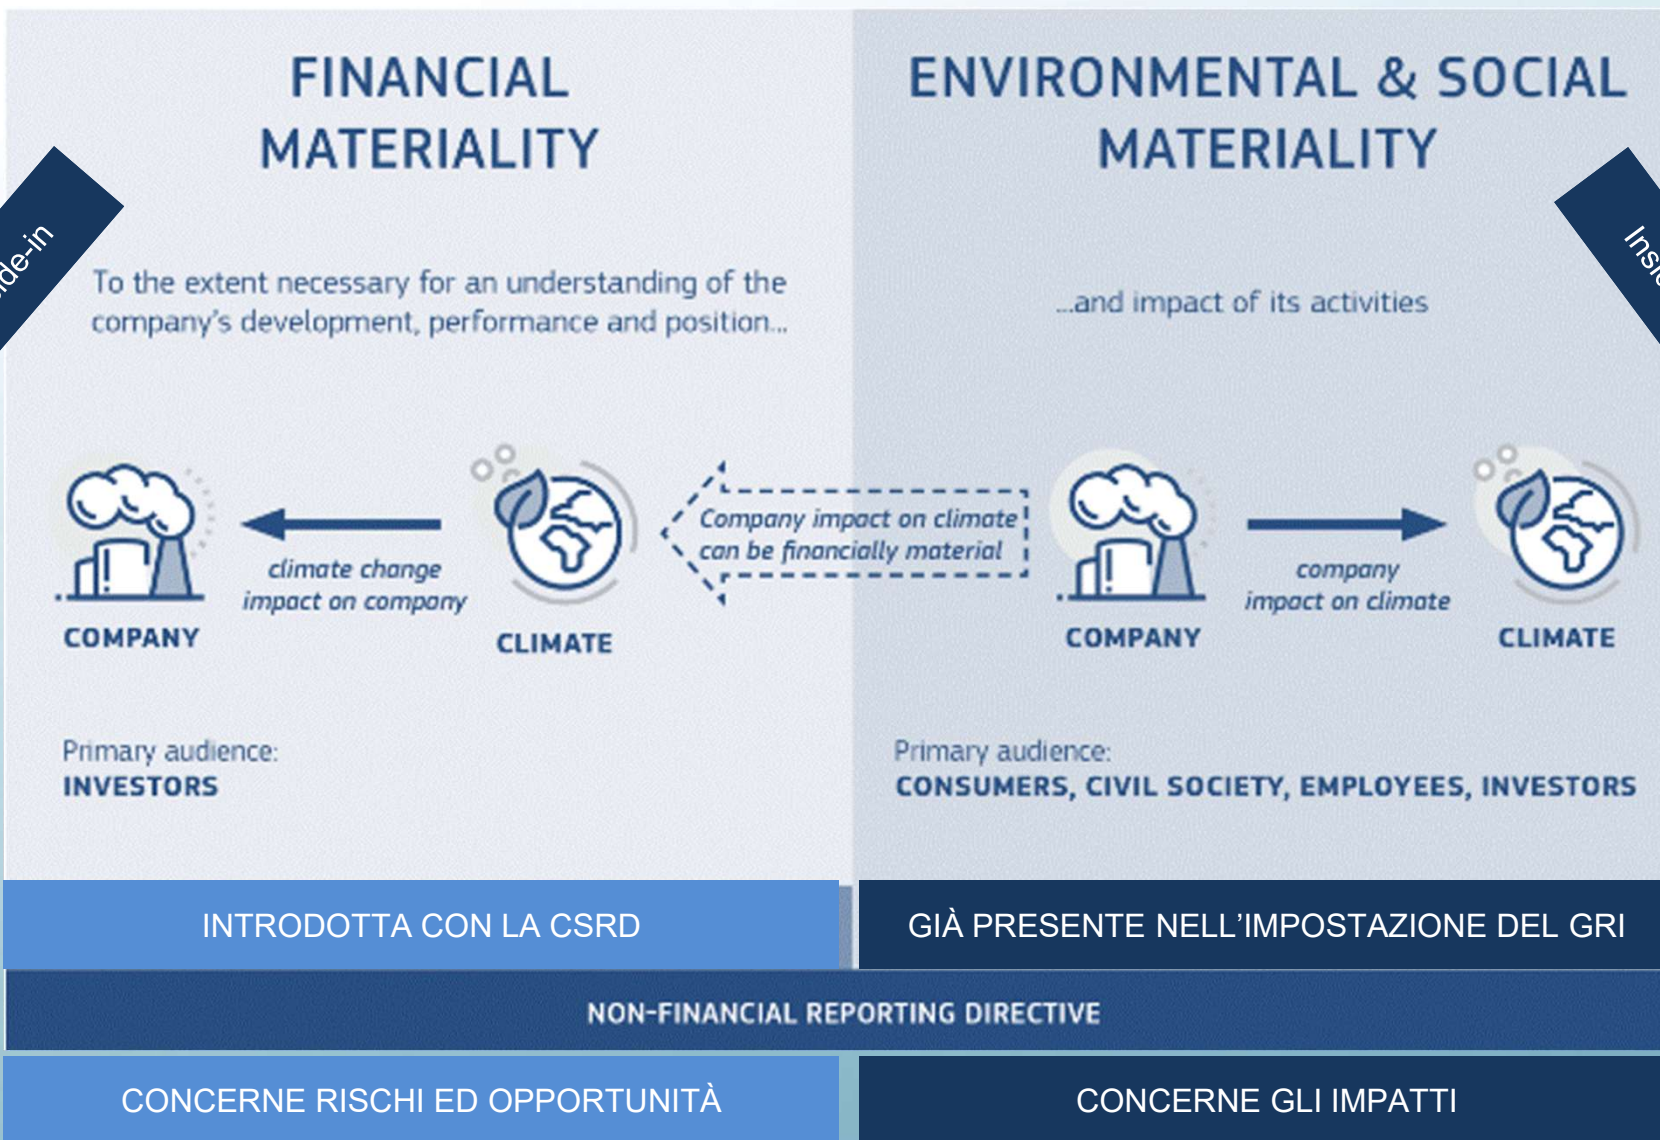 FINANCIAL
MATERIALITY
ENVIRONMENTAL & SOCIAL
MATERIALITY
To the extent necessary for an understanding of the
company's development, performance and position...
...and impact of its activities
Company impact on climate
can be financially material
climate change
impact on company
company
impact on climate
COMPANY
CLIMATE
COMPANY
CLIMATE
Primary audience:
INVESTORS
Primary audience:
CONSUMERS, CIVIL SOCIETY, EMPLOYEES, INVESTORS
INTRODOTTA CON LA CSRD
GIÀ PRESENTE NELL’IMPOSTAZIONE DEL GRI
NON-FINANCIAL REPORTING DIRECTIVE
CONCERNE RISCHI ED OPPORTUNITÀ
CONCERNE GLI IMPATTI